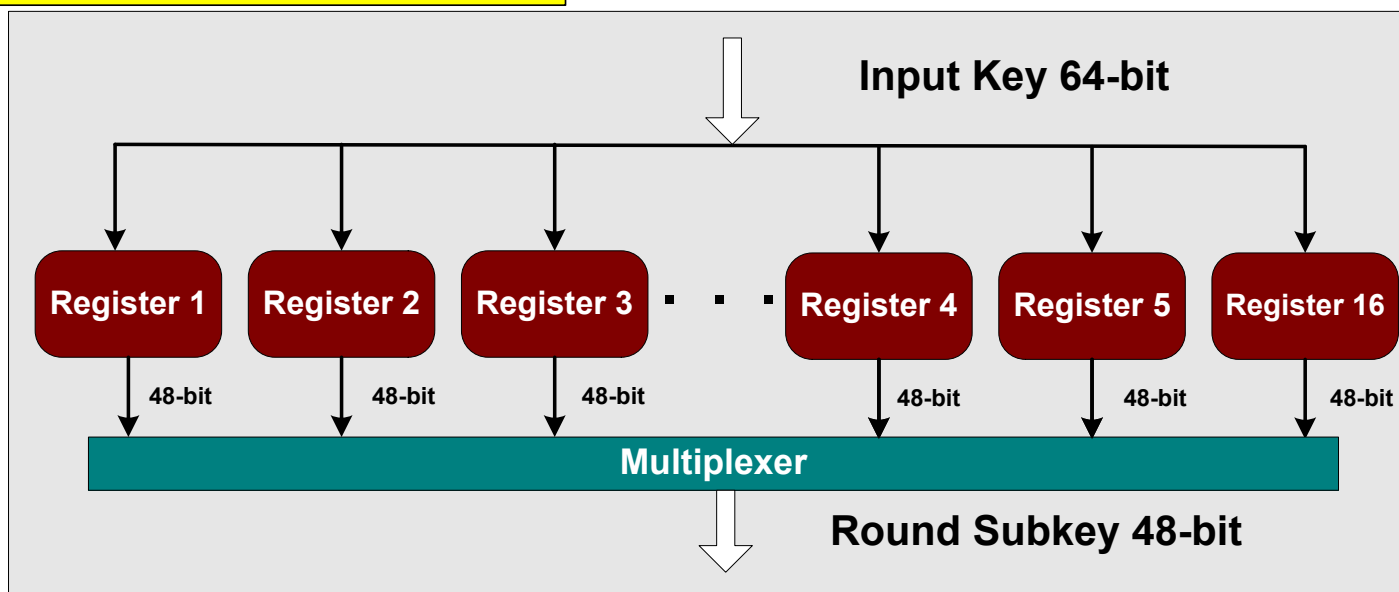 Input Key 64-bit
Register 1
Register 2
Register 3
. . .
Register 4
Register 5
Register 16
48-bit
48-bit
48-bit
48-bit
48-bit
48-bit
Multiplexer
Round Subkey 48-bit